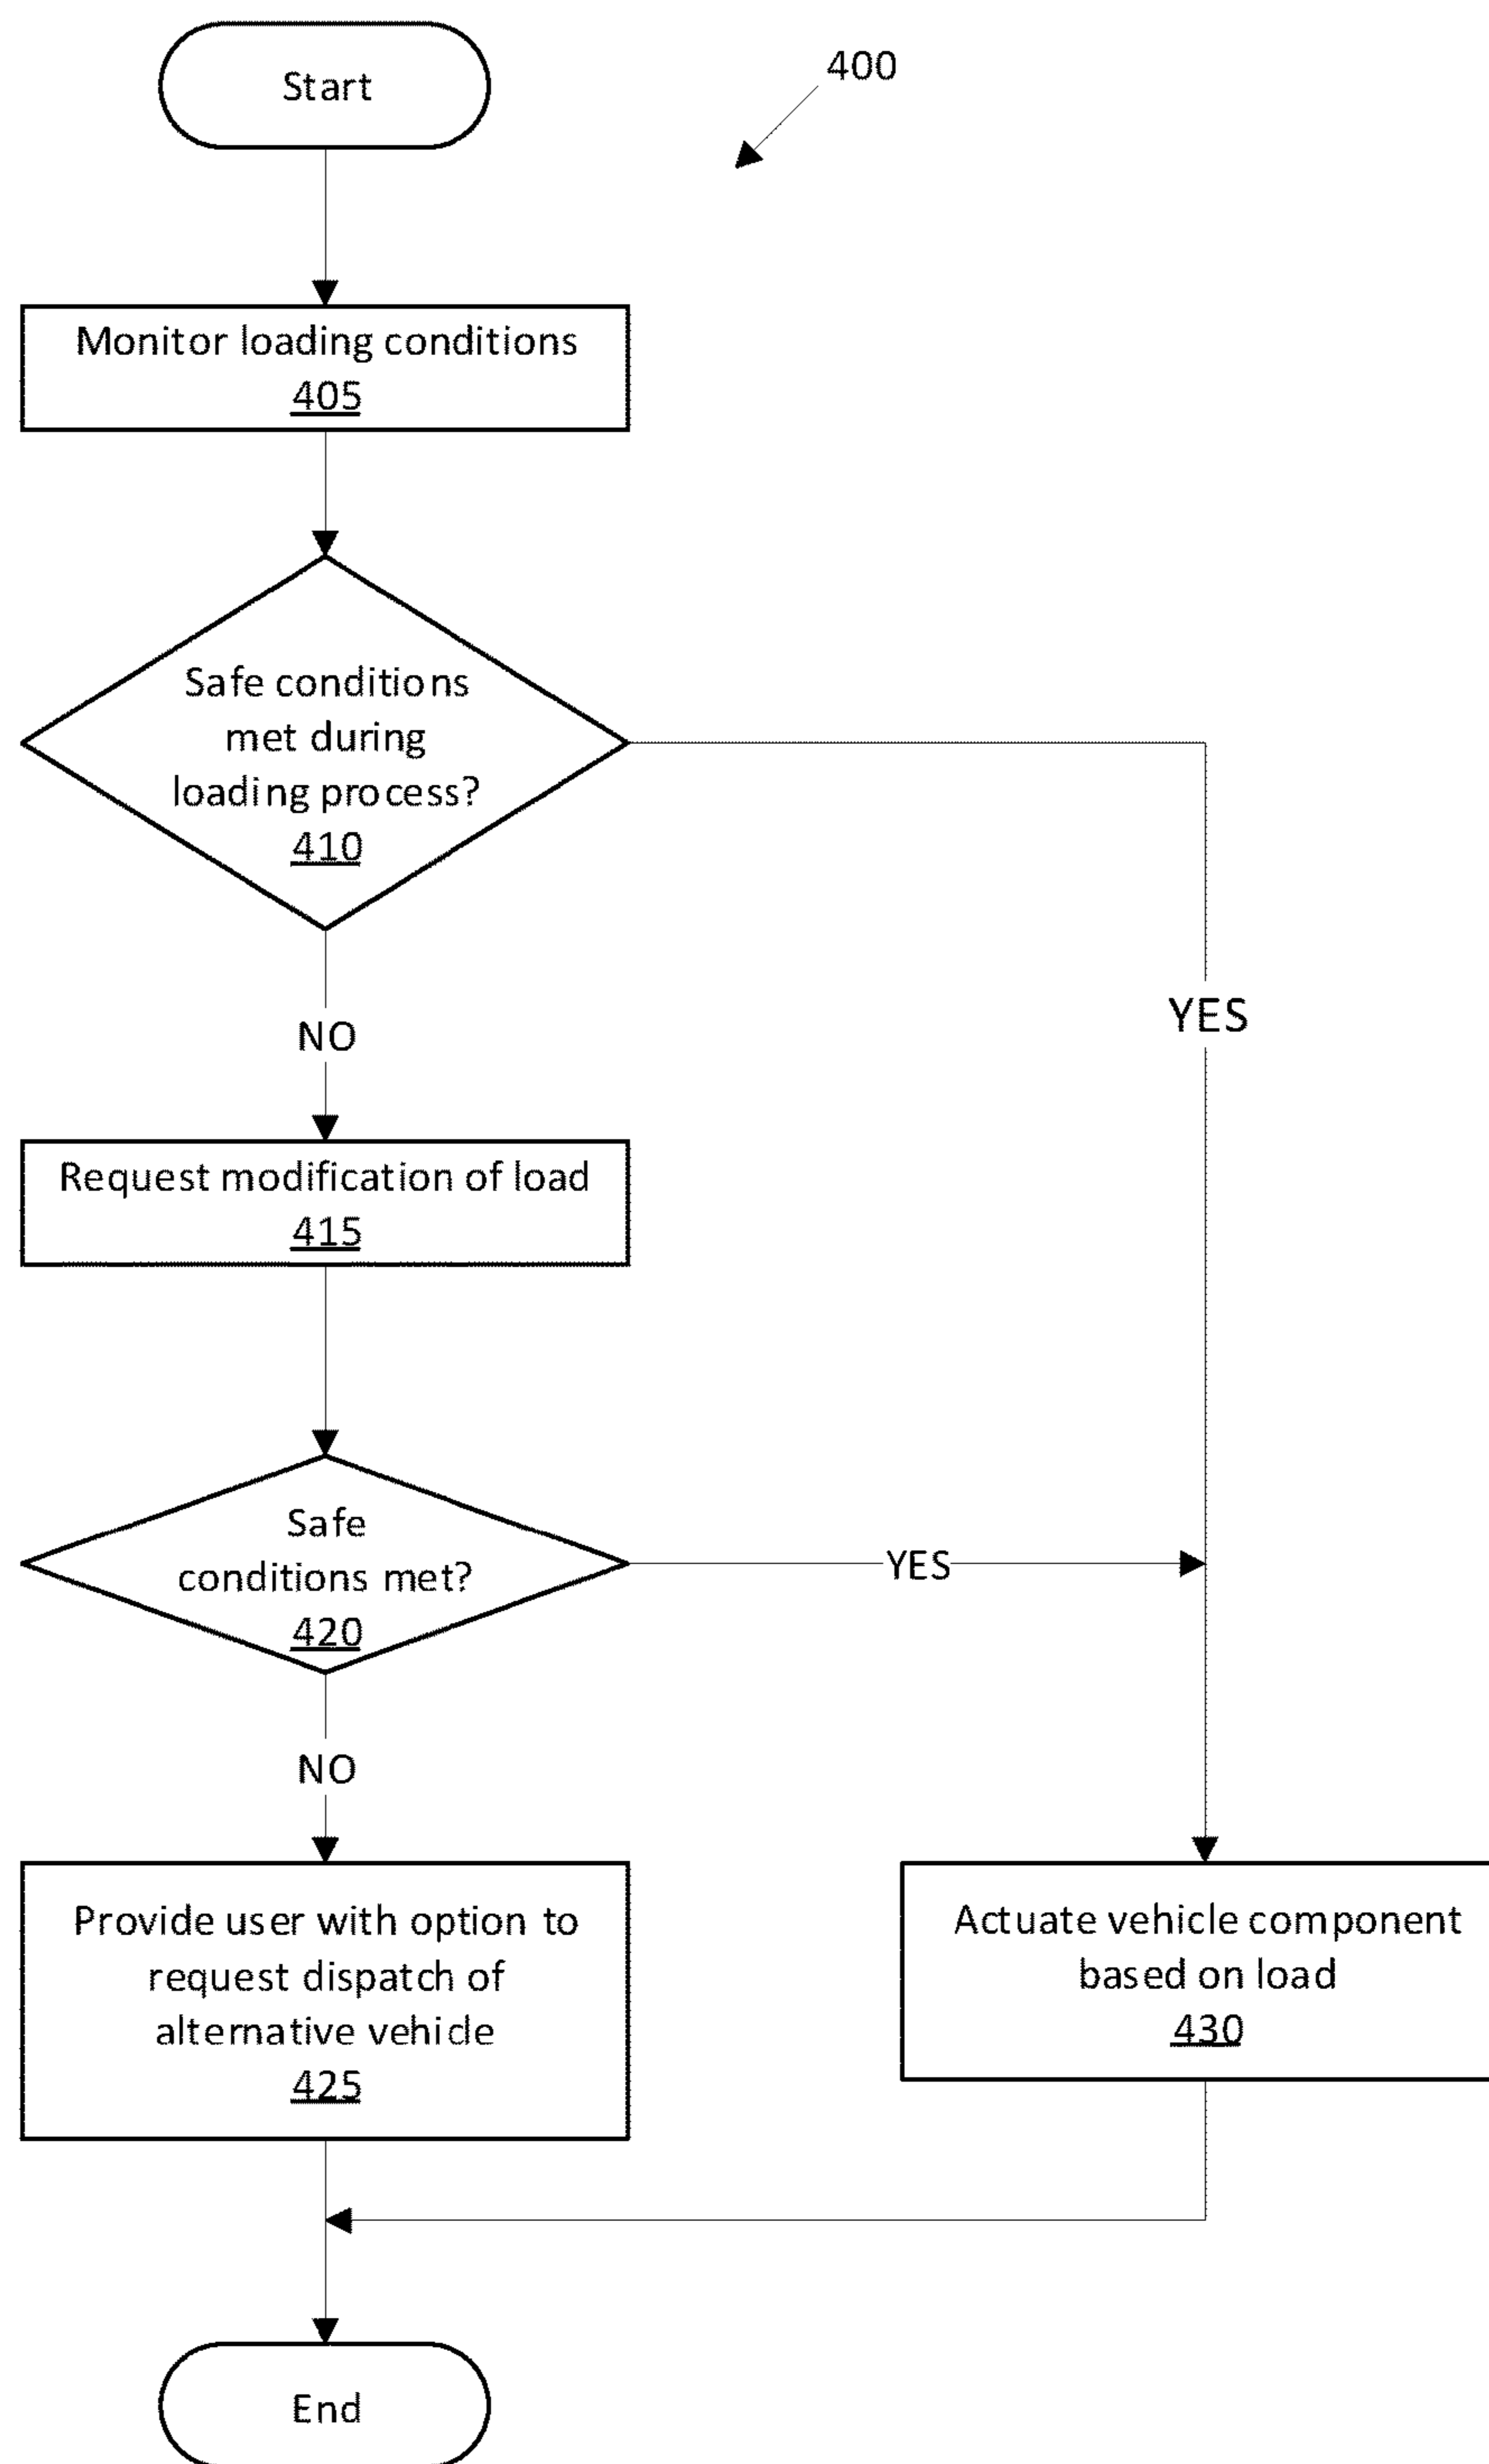 Start
400
Monitor loading conditions
405
Safe conditions
met during
loading process?
410
YES
NO
Request modification of load
415
Safe
conditions met?
420
YES
NO
Provide user with option to
request dispatch of
alternative vehicle
425
Actuate vehicle component
based on load
430
End